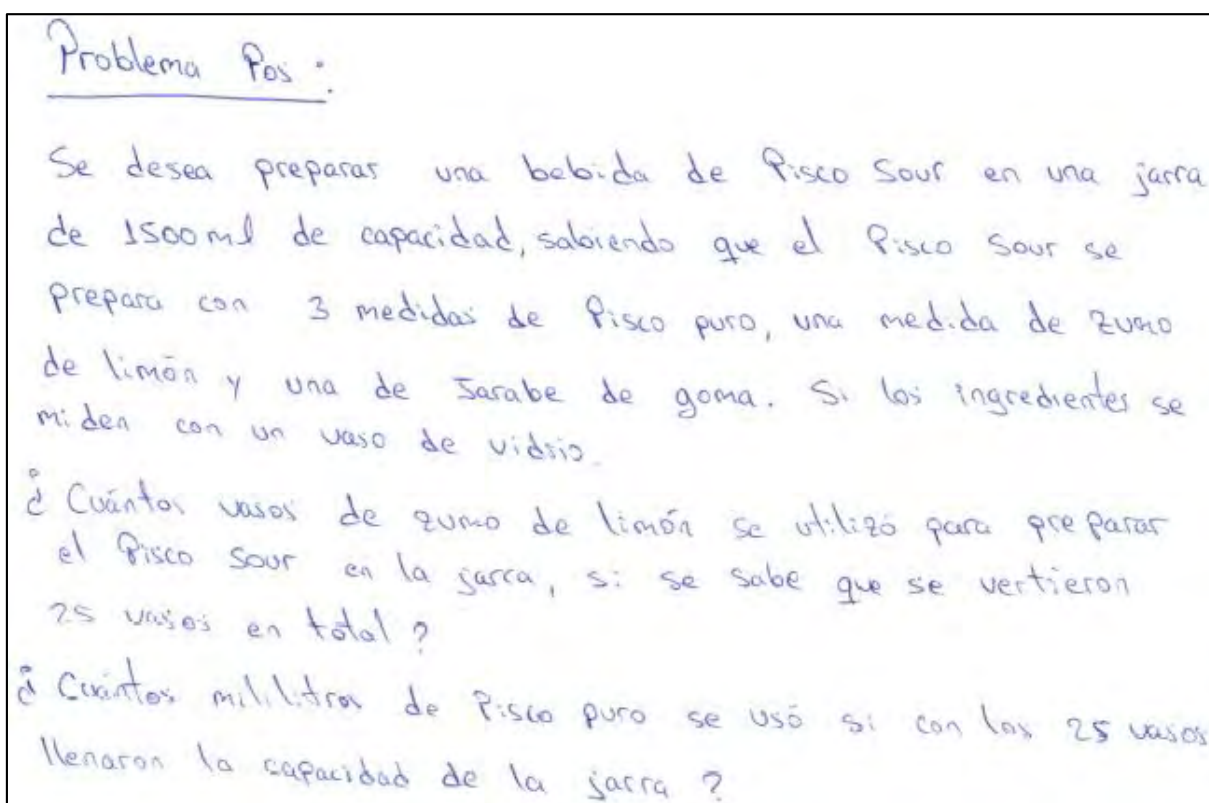 Problema Pos :
Se desea preparar una bebida de Pisco Sour en una jarra
de 1500 ml de capacidad, sabiendo que el Pisco Sour se
prepara con 3 medidas de Pisco puro, una medida de zumo
de limón y una de Jarabe de goma. Si los ingredientes se
miden con un vaso de vidrio.
¿ Cuántos vasos de zumo de limón se utilizó para preparar
el Pisco Sour en la jarra, si se sabe que se vertieron
25 vasos en total ?
¿ Cuántos mililitros de Pisco puro se usó si con los 25 vasos
llenaron la capacidad de la jarra ?